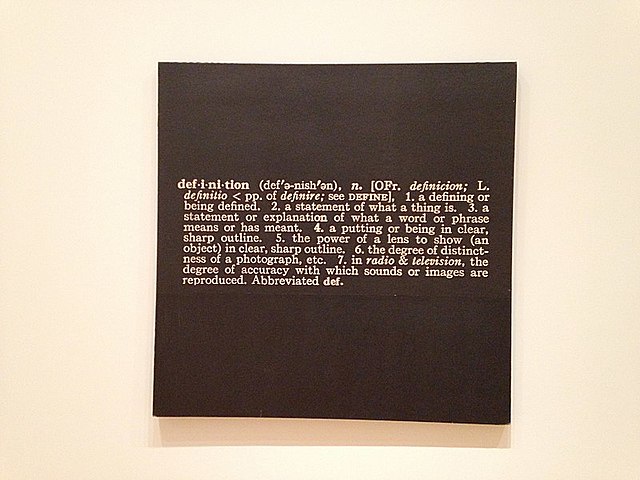 def·i·ni·tion (def′ə-nish′ən), n. [OFr. definicion; L.
definitio < pp. of definire; see DEFINE], 1. a defining or
being defined. 2. a statement of what a thing is. 3. a
statement or explanation of what a word or phrase
means or has meant. 4. a putting or being in clear,
sharp outline. 5. the power of a lens to show (an
object) in clear, sharp outline. 6. the degree of distinct-
ness of a photograph, etc. 7. in radio & television, the
degree of accuracy with which sounds or images are
reproduced. Abbreviated def.